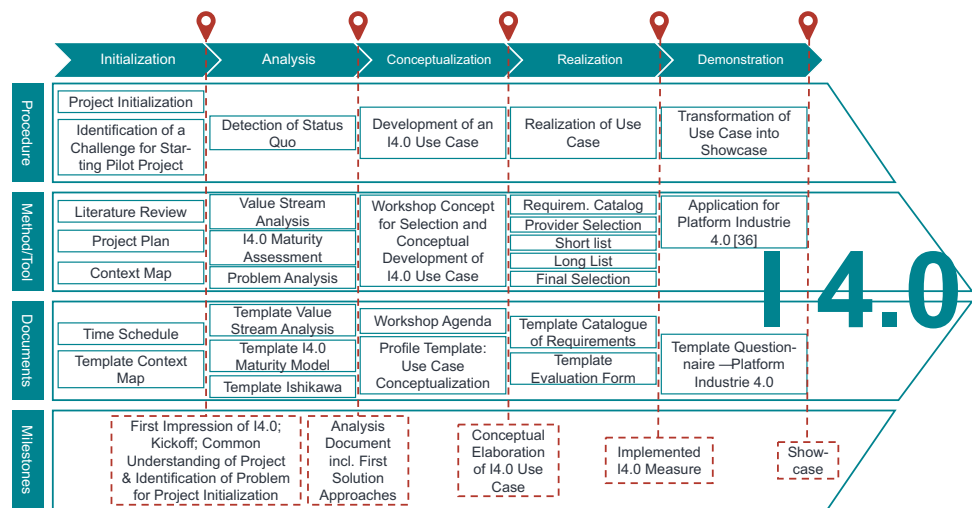 Initialization
Analysis
Conceptualization
Realization
Demonstration
Procedure
Project Initialization
Identification of a
Challenge for Star-
ting Pilot Project
Detection of Status
Quo
Development of an
I4.0 Use Case
Realization of Use
Case
Transformation of
Use Case into
Showcase
Method/Tool
Literature Review
Project Plan
Context Map
Value Stream
Analysis
I4.0 Maturity
Assessment
Problem Analysis
Workshop Concept
for Selection and
Conceptual
Development of
I4.0 Use Case
Requirem. Catalog
Provider Selection
Short list
Long List
Final Selection
Application for
Platform Industrie
4.0 [36]
I 4.0
Documents
Time Schedule
Template Context
Map
Template Value
Stream Analysis
Template I4.0
Maturity Model
Template Ishikawa
Workshop Agenda
Profile Template:
Use Case
Conceptualization
Template Catalogue
of Requirements
Template
Evaluation Form
Template Question-
naire —Platform
Industrie 4.0
Milestones
First Impression of I4.0;
Kickoff; Common
Understanding of Project
& Identification of Problem
for Project Initialization
Analysis
Document
incl. First
Solution
Approaches
Conceptual
Elaboration
of I4.0 Use
Case
Implemented
I4.0 Measure
Show-
case